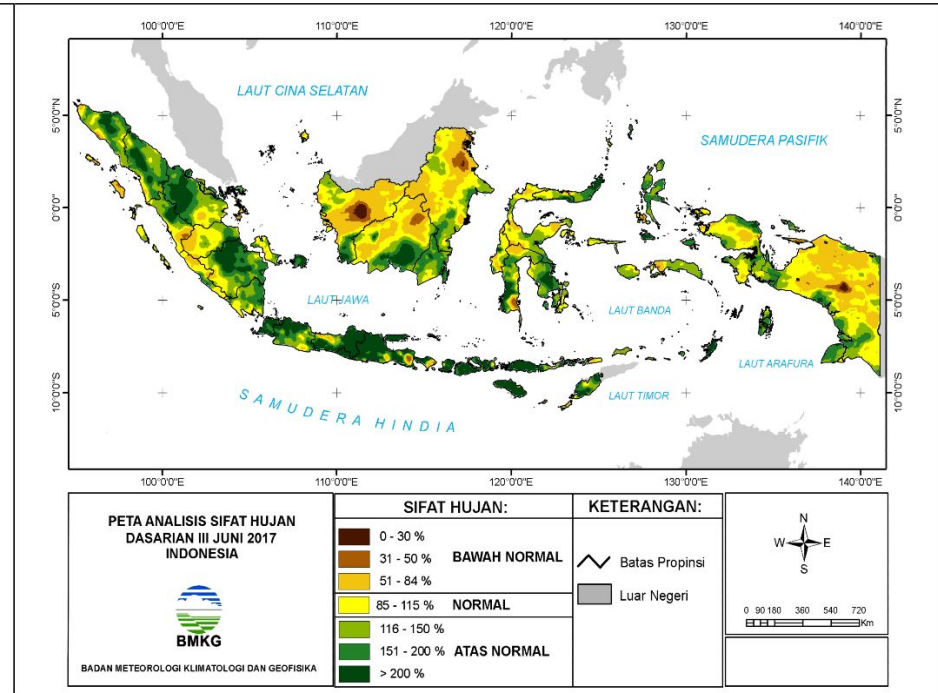 100°0'0"E 110°0'0"E 120°0'0"E 130°0'0"E 140°0'0"E
5°0'0"N 5°0'0"N
0°0'0" 0°0'0"
5°0'0"S 5°0'0"S
10°0'0"S 10°0'0"S
LAUT CINA SELATAN
SAMUDERA PASIFIK
LAUT JAWA
LAUT BANDA
LAUT ARAFURA
LAUT TIMOR
SAMUDERA HINDIA
100°0'0"E 110°0'0"E 120°0'0"E 130°0'0"E 140°0'0"E
PETA ANALISIS SIFAT HUJAN
DASARIAN III JUNI 2017
INDONESIA
BMKG
BADAN METEOROLOGI KLIMATOLOGI DAN GEOFISIKA
SIFAT HUJAN:
0 - 30 %
31 - 50 % BAWAH NORMAL
51 - 84 %
85 - 115 % NORMAL
116 - 150 %
151 - 200 % ATAS NORMAL
> 200 %
KETERANGAN:
Batas Propinsi
Luar Negeri
N
W E
S
0 90 180 360 540 720
Km